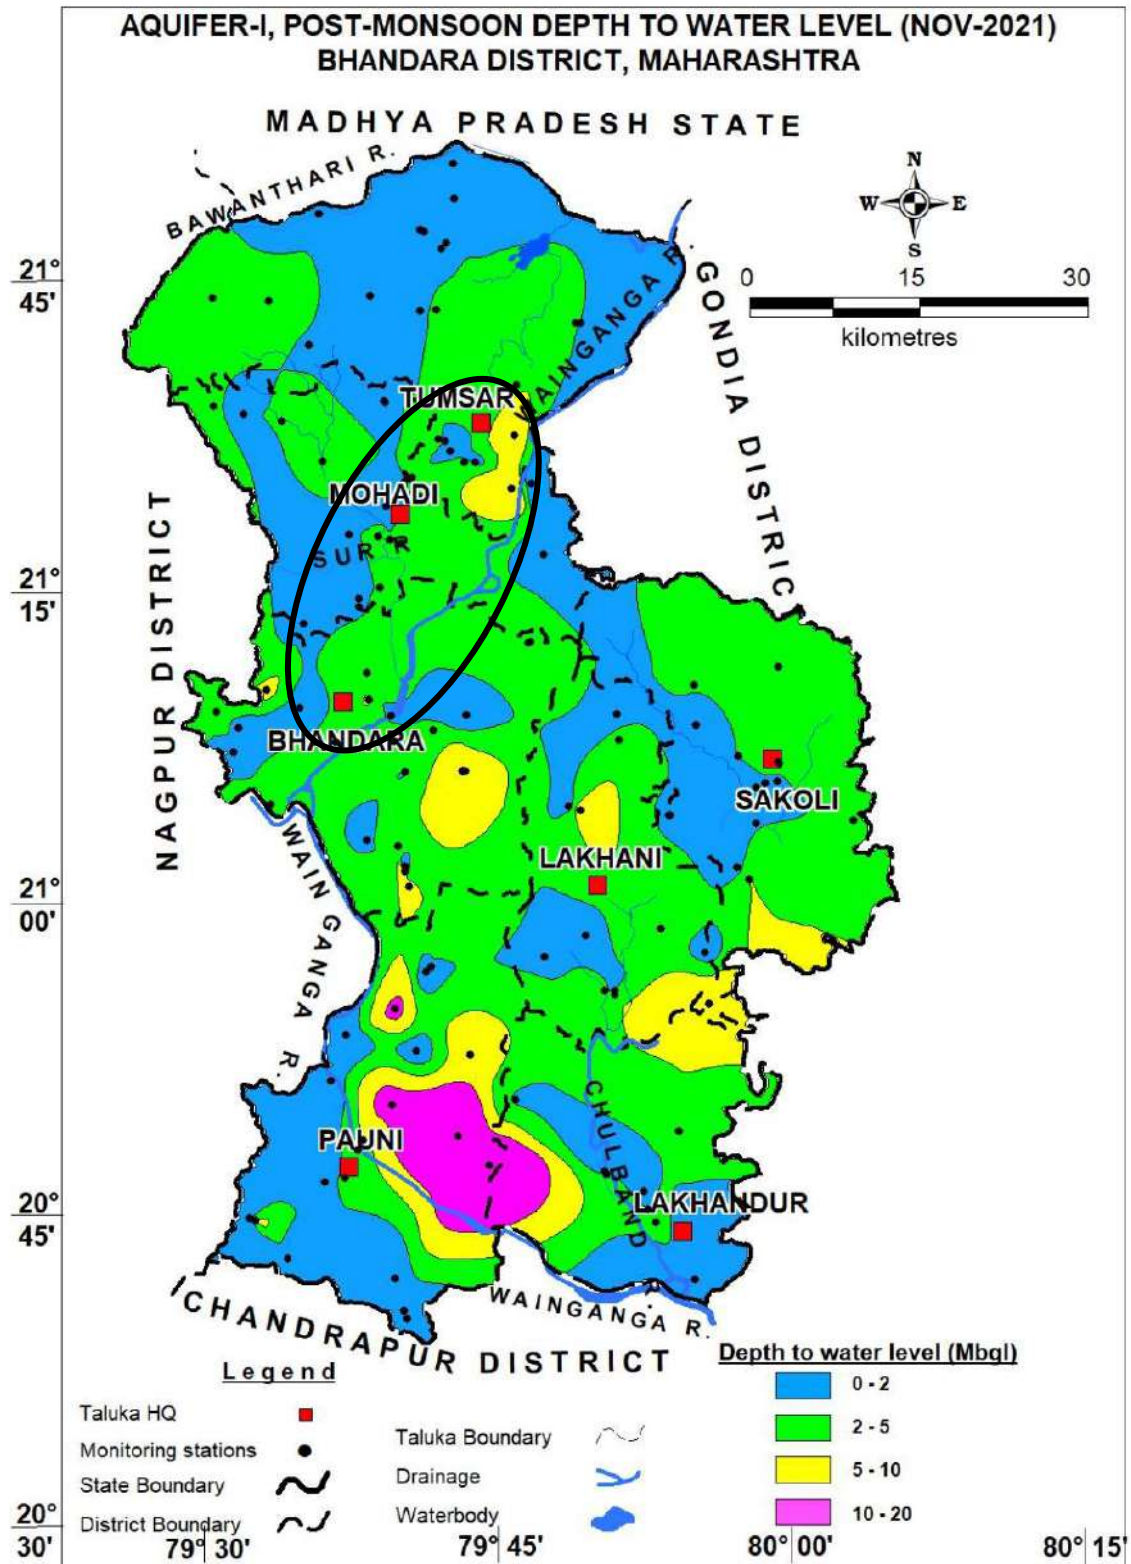 AQUIFER-I, POST-MONSOON DEPTH TO WATER LEVEL (NOV-2021)
BHANDARA DISTRICT, MAHARASHTRA
MADHYA PRADESH STATE
BAWANTHARI R.
N
W E
S
21°
45'
0 15 30
kilometres
WAINGANGA R.
GONDIA DISTRICT
TUMSAR
MOHADI
SUR R
NAGPUR DISTRICT
21°
15'
BHANDARA
SAKOLI
WAIN GANGA R.
LAKHANI
21°
00'
CHULBAND R.
PAUNI
LAKHANDUR
20°
45'
WAINGANGA R.
CHANDRAPUR DISTRICT
Legend
Taluka HQ
Monitoring stations
State Boundary
District Boundary
Taluka Boundary
Drainage
Waterbody
Depth to water level (Mbgl)
0 - 2
2 - 5
5 - 10
10 - 20
20°
30'
79° 30' 79° 45' 80° 00' 80° 15'